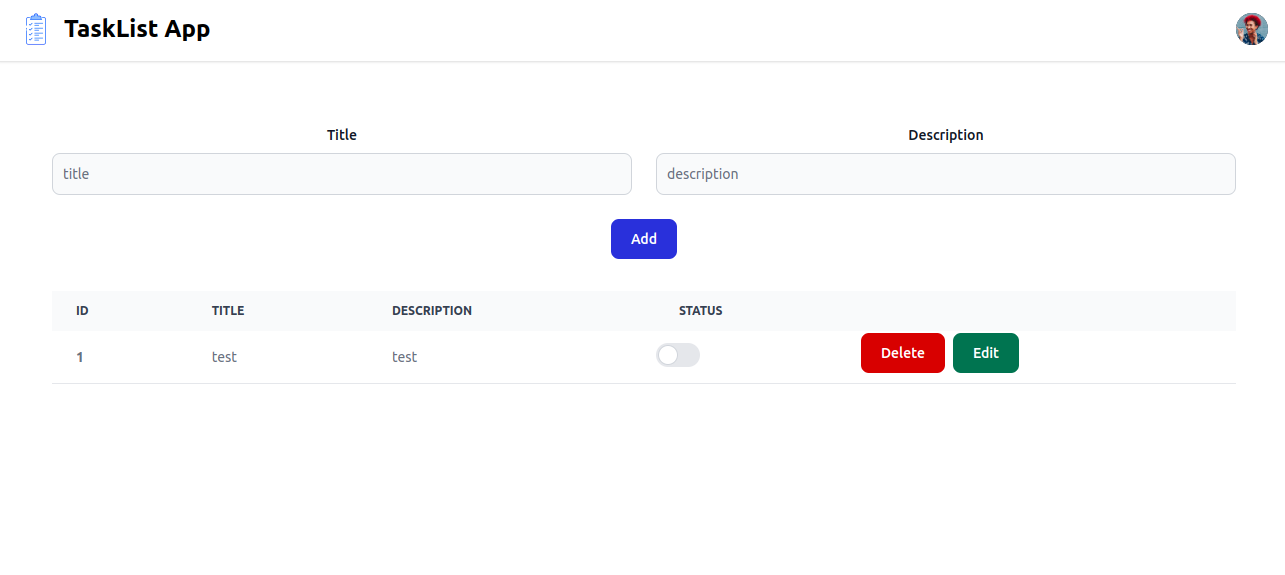 TaskList App
Title Description
title description
Add
ID TITLE DESCRIPTION STATUS
1 test test Delete Edit